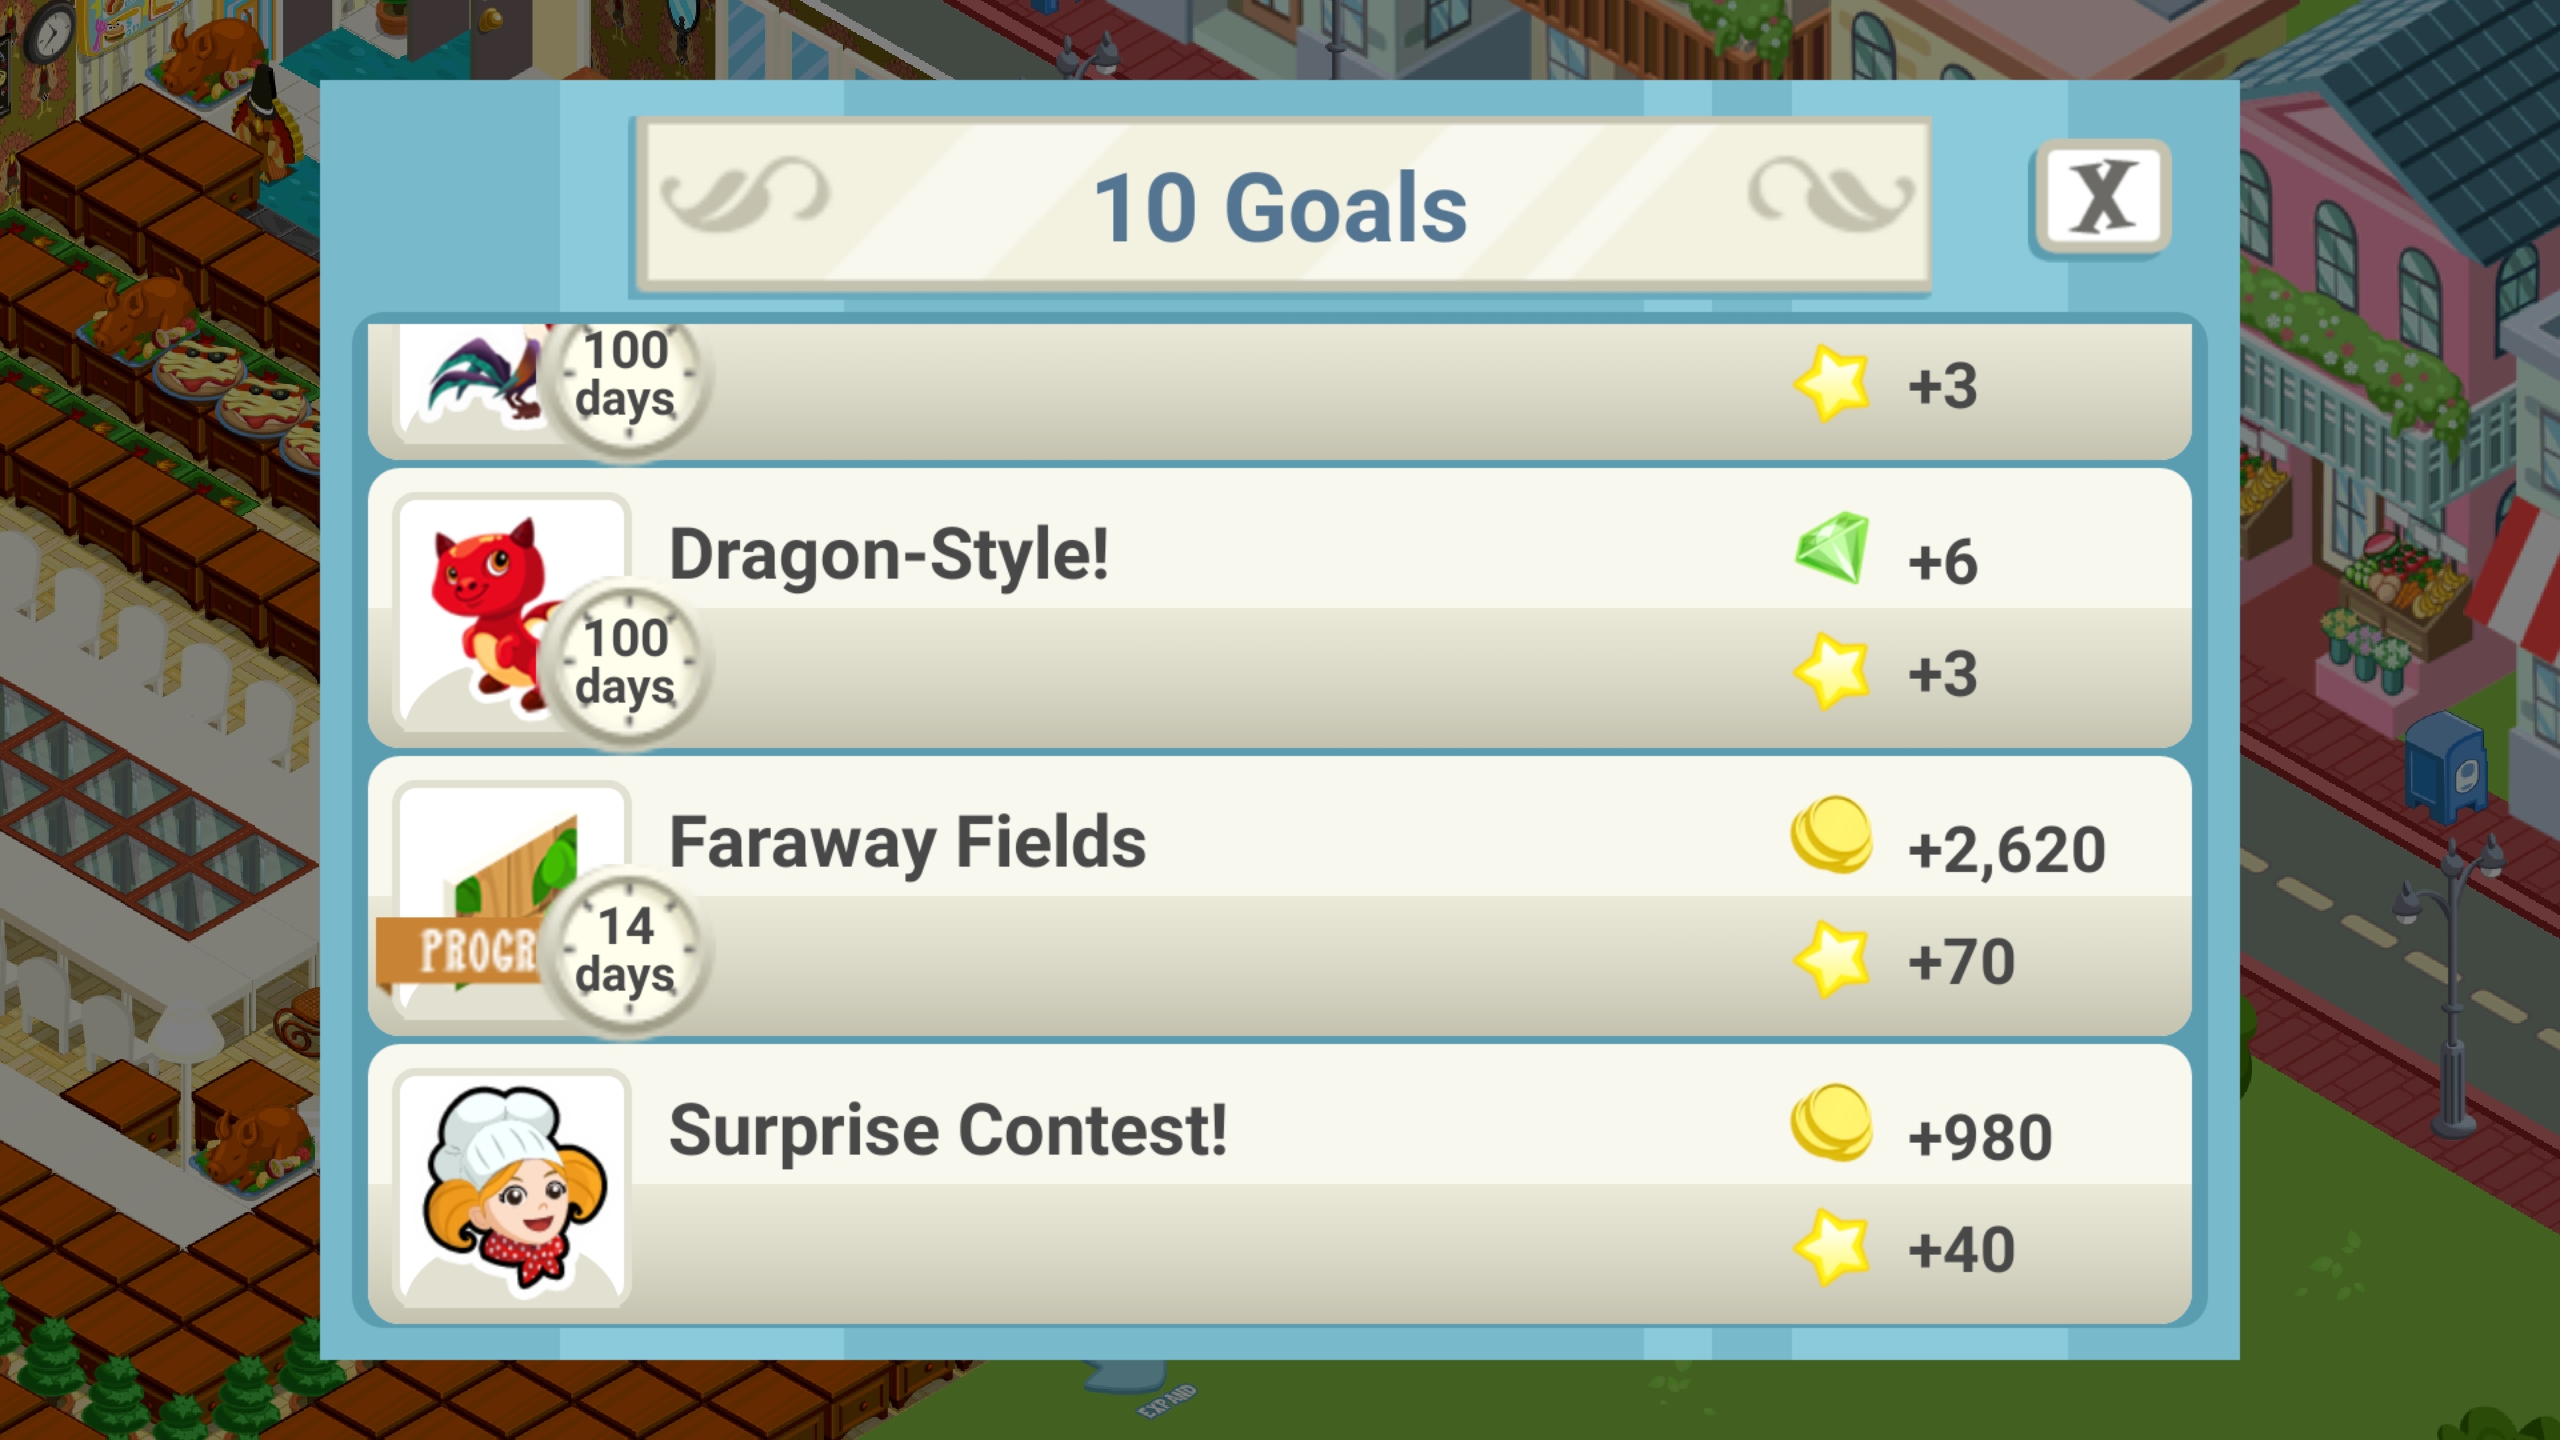 10 Goals
X
100
days
+3
Dragon-Style!
+6
100
days
+3
Faraway Fields
+2,620
PROGR
14
days
+70
Surprise Contest!
+980
+40
EXPAND